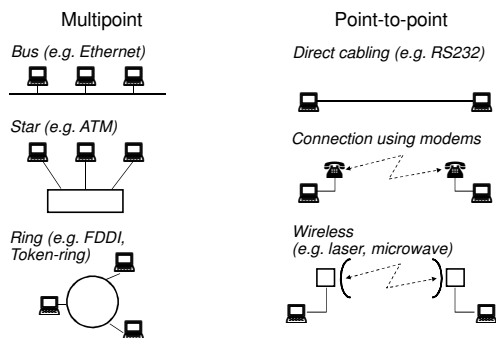 Multipoint
Bus (e.g. Ethernet)
Star (e.g. ATM)
Ring (e.g. FDDI,
Token-ring)
Point-to-point
Direct cabling (e.g. RS232)
Connection using modems
Wireless
(e.g. laser, microwave)